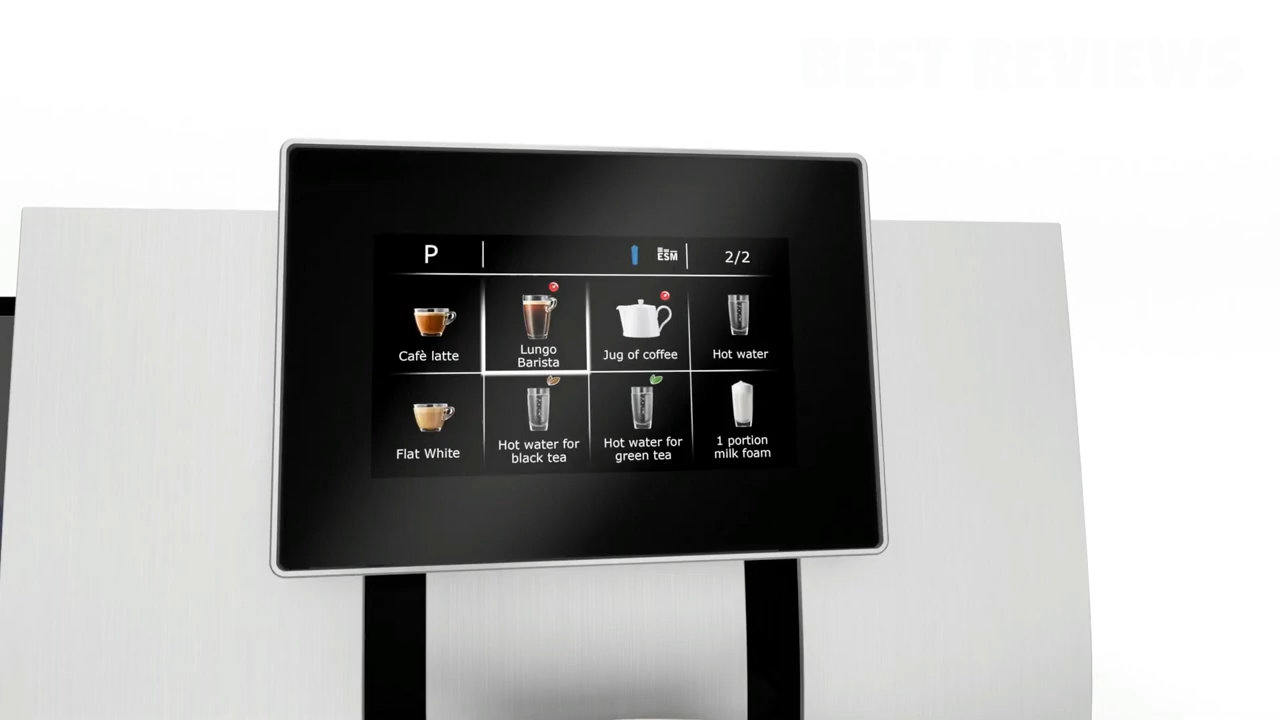 BEST REVIEWS
P
ESM
2/2
Cafè latte
Lungo
Barista
Jug of coffee
Hot water
Flat White
Hot water for
black tea
Hot water for
green tea
1 portion
milk foam